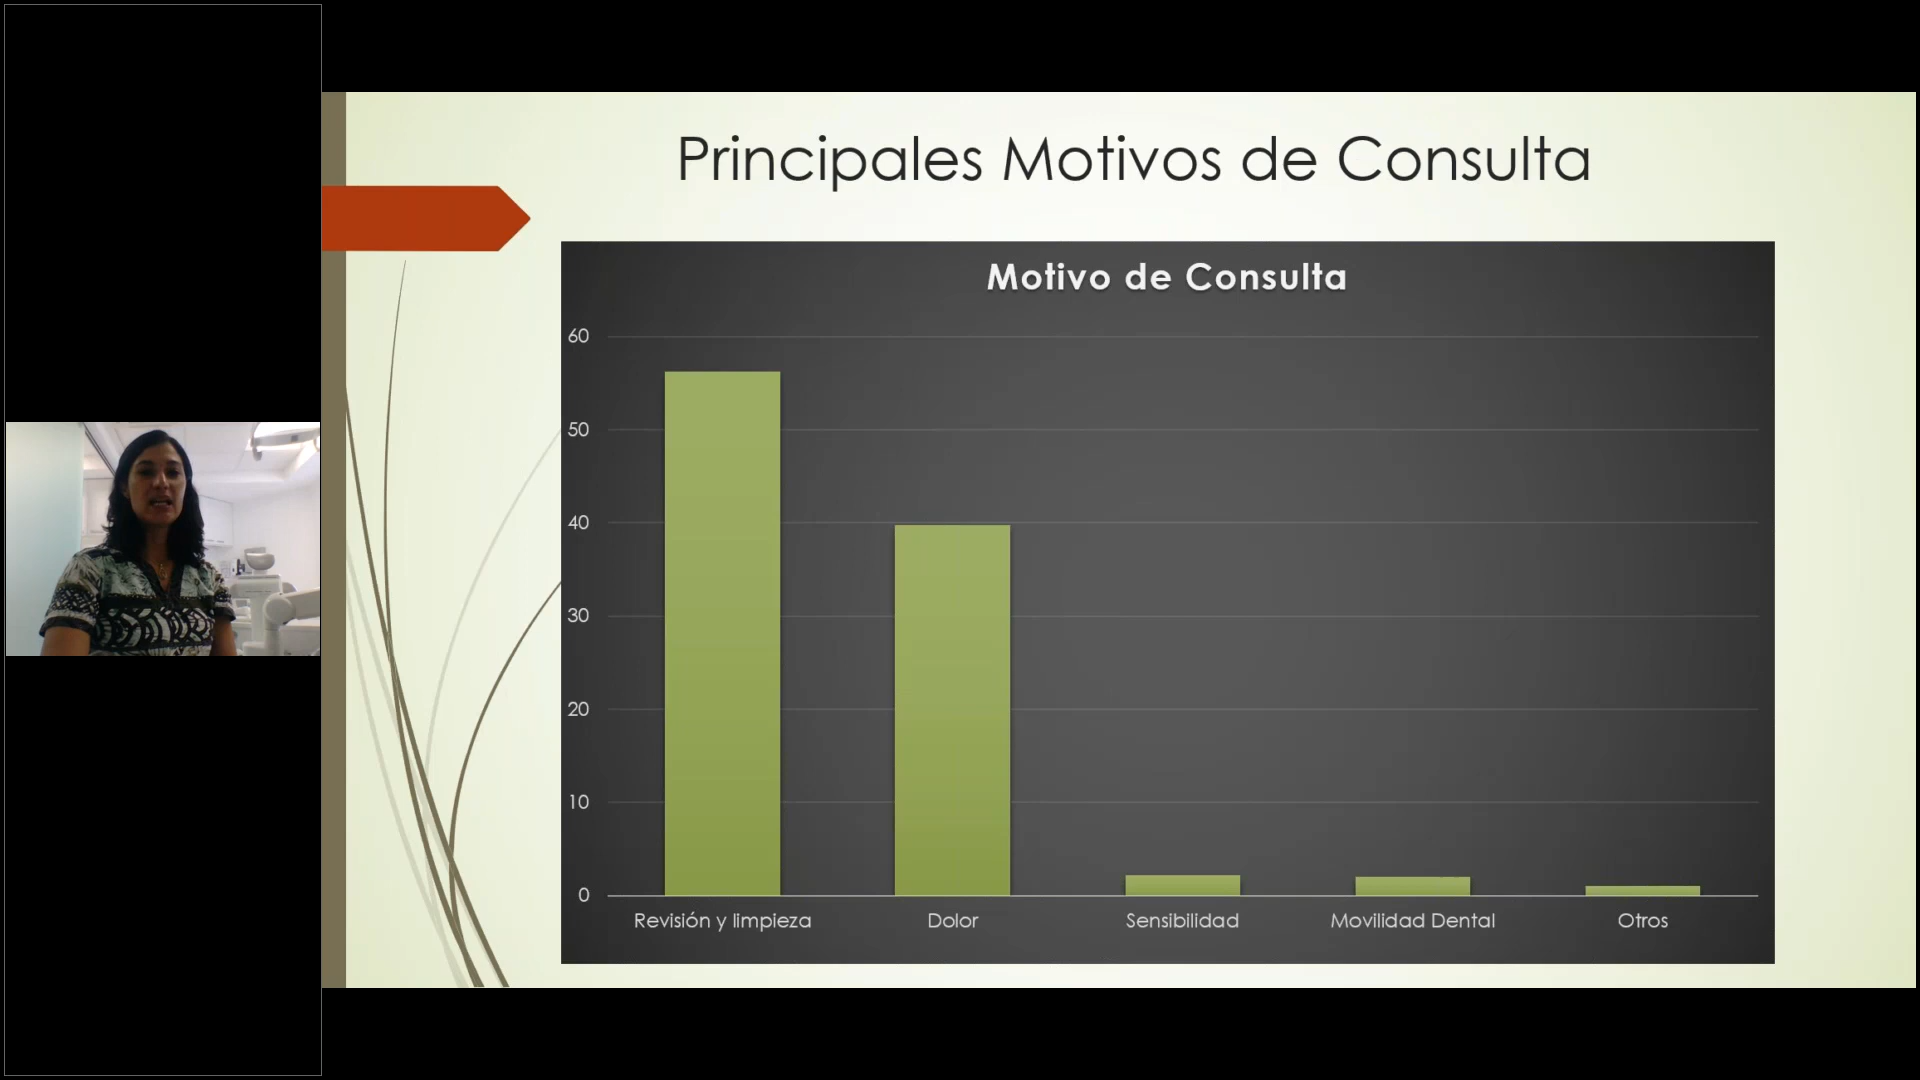 Principales Motivos de Consulta
Motivo de Consulta
60
50
40
30
20
10
0
Revisión y limpieza
Dolor
Sensibilidad
Movilidad Dental
Otros